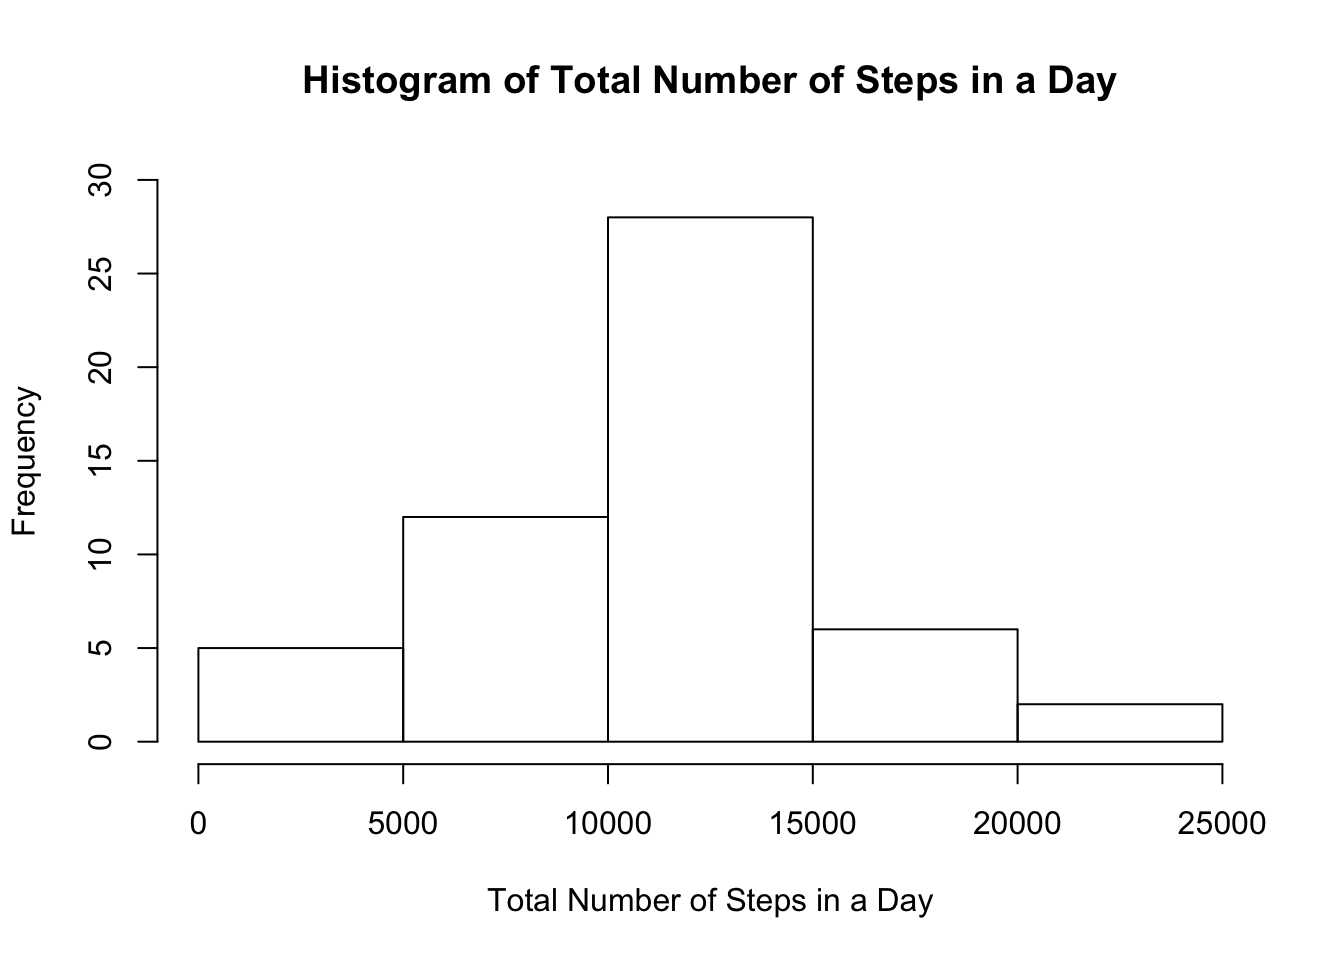 Histogram of Total Number of Steps in a Day
30
25
20
15
10
5
0
Frequency
0 5000 10000 15000 20000 25000
Total Number of Steps in a Day